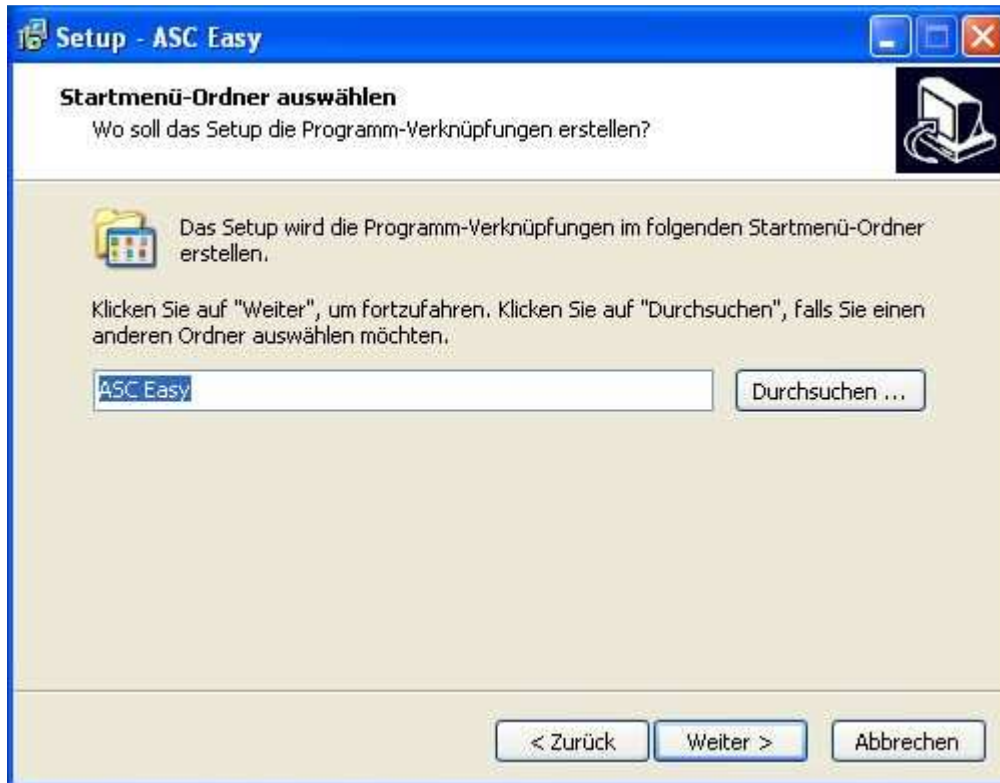 Setup - ASC Easy
Startmenü-Ordner auswählen
Wo soll das Setup die Programm-Verknüpfungen erstellen?
Das Setup wird die Programm-Verknüpfungen im folgenden Startmenü-Ordner
erstellen.
Klicken Sie auf "Weiter", um fortzufahren. Klicken Sie auf "Durchsuchen", falls Sie einen
anderen Ordner auswählen möchten.
ASC Easy
Durchsuchen ...
< Zurück
Weiter >
Abbrechen